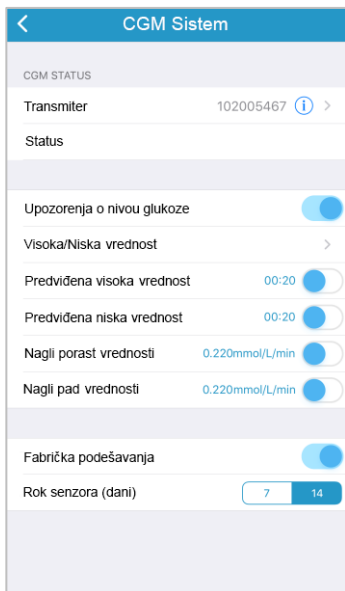 CGM Sistem
CGM STATUS
Transmiter 102005467
Status
Upozorenja o nivou glukoze
Visoka/Niska vrednost
Predviđena visoka vrednost 00:20
Predviđena niska vrednost 00:20
Nagli porast vrednosti 0.220mmol/L/min
Nagli pad vrednosti 0.220mmol/L/min
Fabrička podešavanja
Rok senzora (dani) 7 14